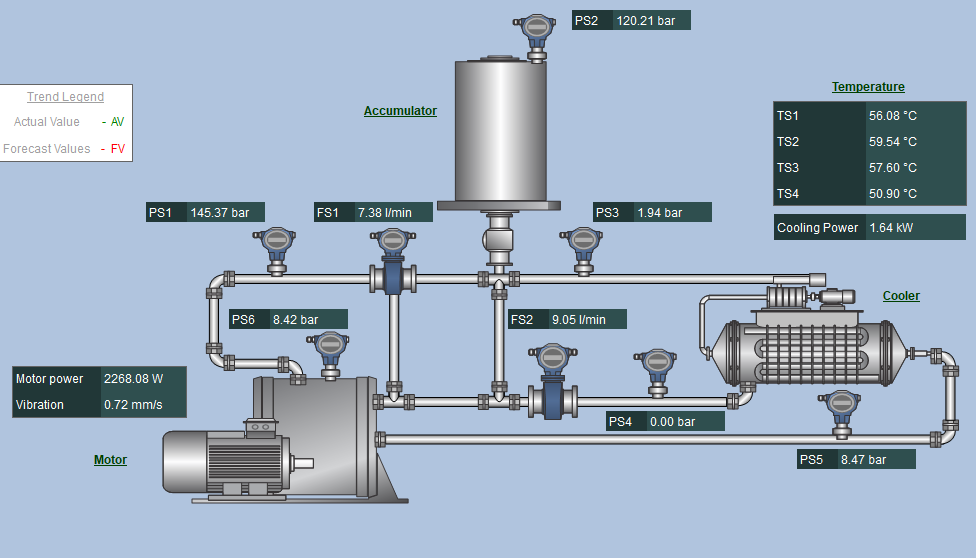 PS2 120.21 bar
Temperature
Trend Legend
Accumulator
TS1 56.08 °C
Actual Value - AV
TS2 59.54 °C
Forecast Values - FV
TS3 57.60 °C
TS4 50.90 °C
PS1 145.37 bar
FS1 7.38 l/min
PS3 1.94 bar
Cooling Power 1.64 kW
Cooler
PS6 8.42 bar
FS2 9.05 l/min
Motor power 2268.08 W
Vibration 0.72 mm/s
PS4 0.00 bar
Motor
PS5 8.47 bar